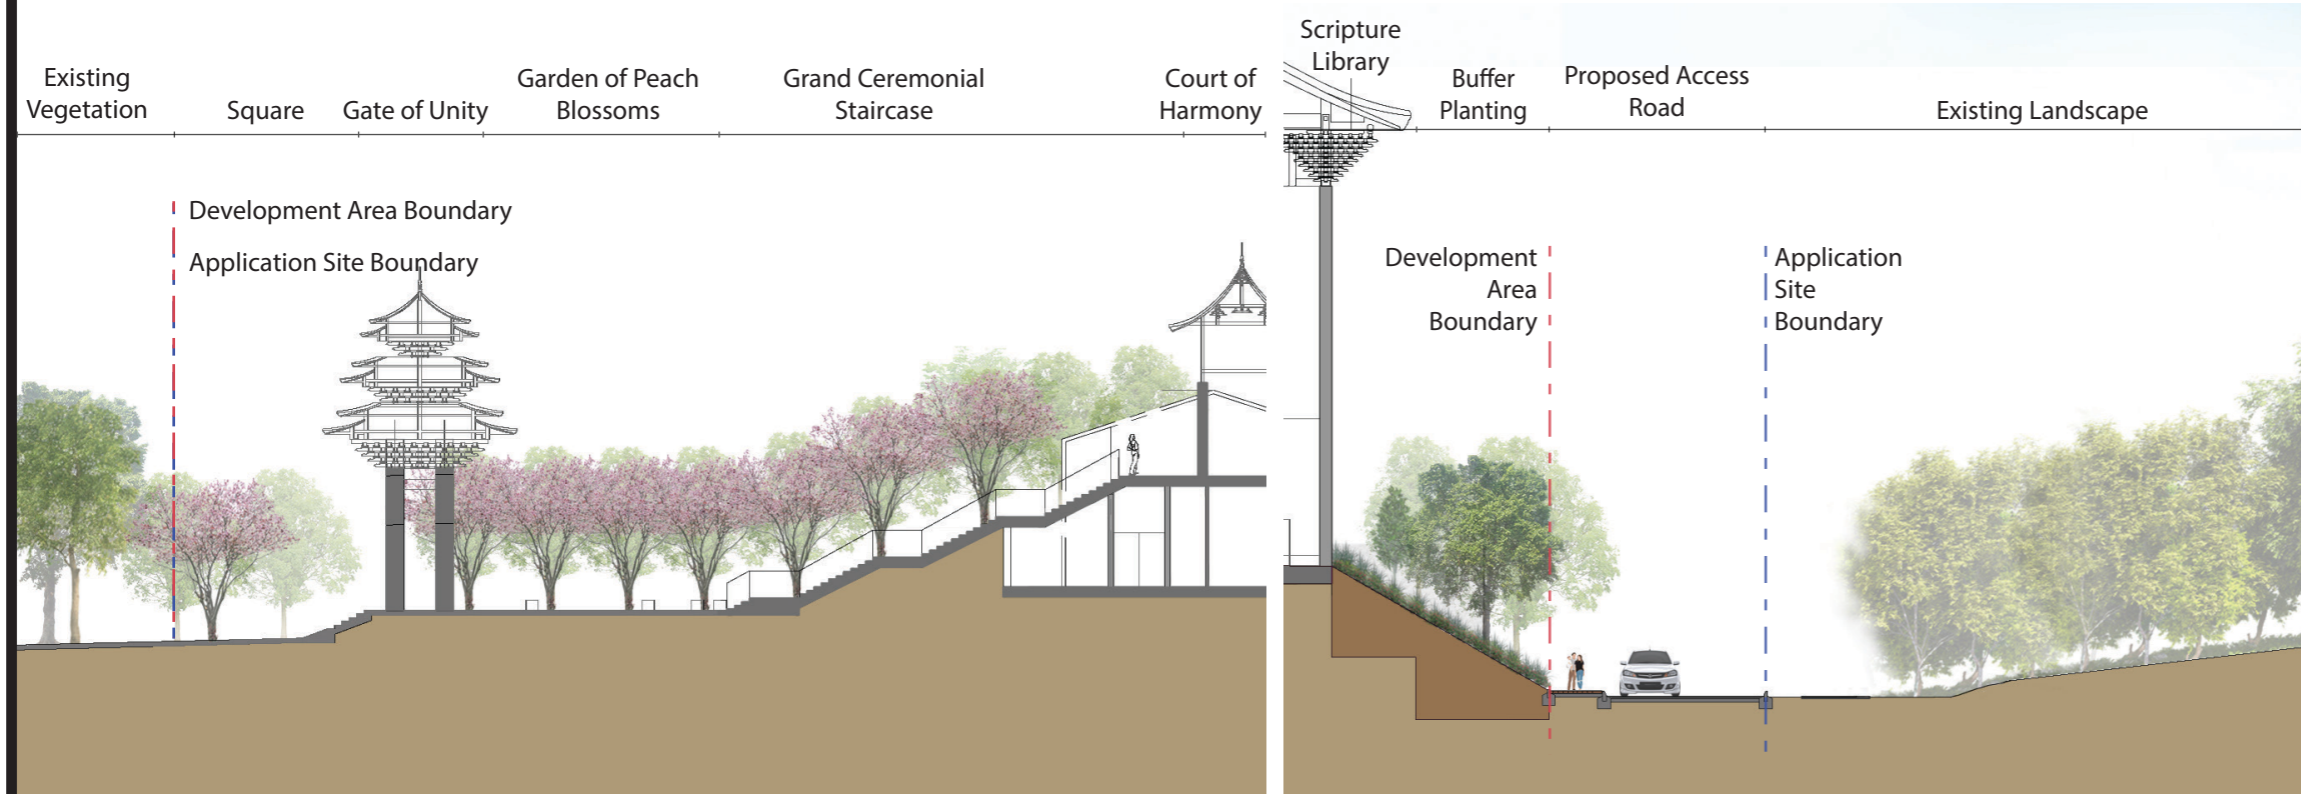 Existing
Vegetation
Square
Gate of Unity
Garden of Peach
Blossoms
Grand Ceremonial
Staircase
Court of
Harmony
Development Area Boundary
Application Site Boundary
Scripture
Library
Buffer
Planting
Proposed Access
Road
Existing Landscape
Development
Area
Boundary
Application
Site
Boundary